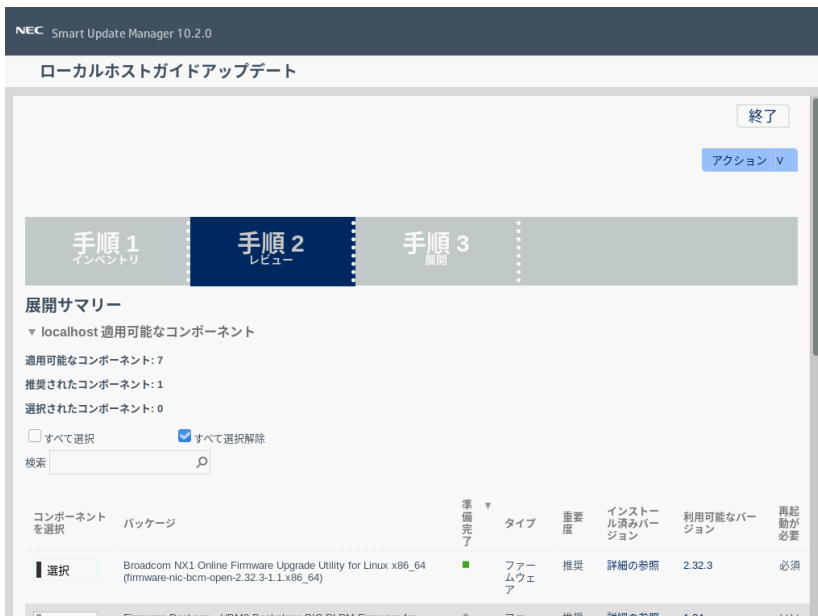 NEC Smart Update Manager 10.2.0
ローカルホストガイドアップデート
終了
アクション ∨
手順 1
インベントリ
手順 2
レビュー
手順 3
展開
展開サマリー
▼ localhost 適用可能なコンポーネント
適用可能なコンポーネント: 7
推奨されたコンポーネント: 1
選択されたコンポーネント: 0
すべて選択 すべて選択解除
検索
コンポーネントを選択
パッケージ
準備完了 ▼
タイプ
重要度
インストール済みバージョン
利用可能なバージョン
再起動が必要
選択
Broadcom NX1 Online Firmware Upgrade Utility for Linux x86_64
(firmware-nic-bcm-open-2.32.3-1.1.x86_64)
ファームウェア
推奨
詳細の参照
2.32.3
必須